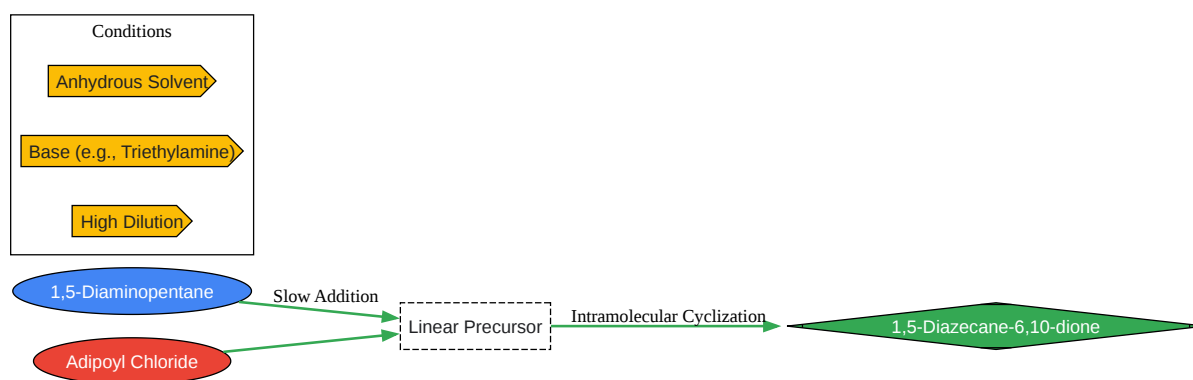 Conditions
Anhydrous Solvent
Base (e.g., Triethylamine)
High Dilution
1,5-Diaminopentane
Slow Addition
Adipoyl Chloride
Linear Precursor
Intramolecular Cyclization
1,5-Diazecane-6,10-dione